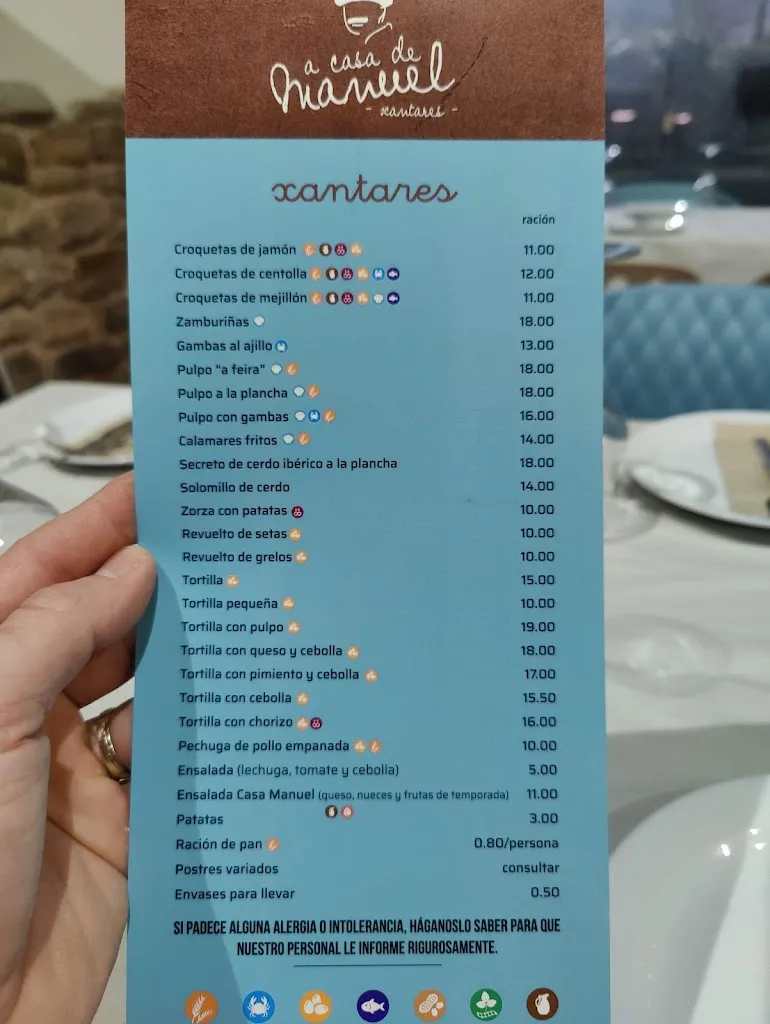 a casa de
manuel
- xantares -
xantares
ración
Croquetas de jamón 11.00
Croquetas de centolla 12.00
Croquetas de mejillón 11.00
Zamburiñas 18.00
Gambas al ajillo 13.00
Pulpo "a feira" 18.00
Pulpo a la plancha 18.00
Pulpo con gambas 16.00
Calamares fritos 14.00
Secreto de cerdo ibérico a la plancha 18.00
Solomillo de cerdo 14.00
Zorza con patatas 10.00
Revuelto de setas 10.00
Revuelto de grelos 10.00
Tortilla 15.00
Tortilla pequeña 10.00
Tortilla con pulpo 19.00
Tortilla con queso y cebolla 18.00
Tortilla con pimiento y cebolla 17.00
Tortilla con cebolla 15.50
Tortilla con chorizo 16.00
Pechuga de pollo empanada 10.00
Ensalada (lechuga, tomate y cebolla) 5.00
Ensalada Casa Manuel (queso, nueces y frutas de temporada) 11.00
Patatas 3.00
Ración de pan 0.80/persona
Postres variados consultar
Envases para llevar 0.50
SI PADECE ALGUNA ALERGIA O INTOLERANCIA, HÁGANOSLO SABER PARA QUE
NUESTRO PERSONAL LE INFORME RIGUROSAMENTE.